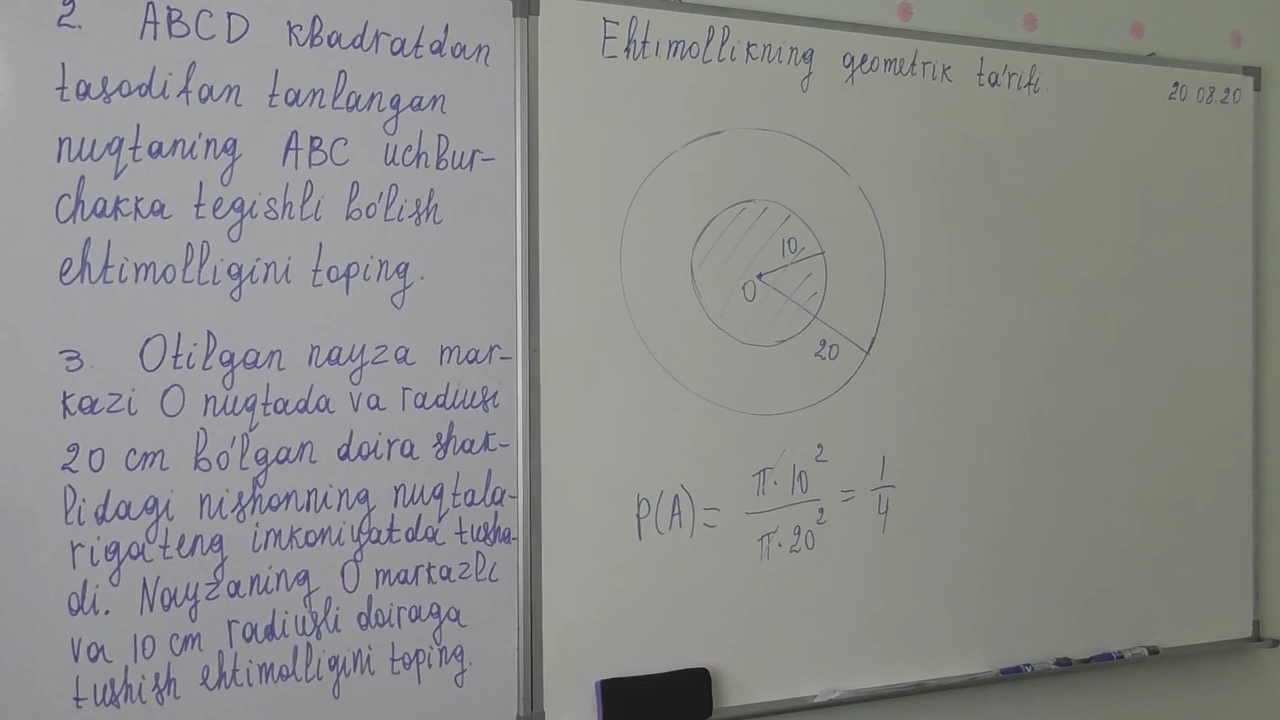 2. ABCD kvadratdan
tasodifan tanlangan
nuqtaning ABC uchbur-
chakka tegishli bo'lish
ehtimolligini toping.
3. Otilgan nayza mar-
kazi O nuqtada va radiusi
20 cm bo'lgan doira shak-
lidagi nishonning nuqtala-
riga teng imkoniyatda tusha-
di. Nayzaning O markazli
va 10 cm radiusli doiraga
tushish ehtimolligini toping.
Ehtimollikning geometrik ta'rifi.
20.08.20
10
O
20
P(A) = π·10² / π·20² = 1/4